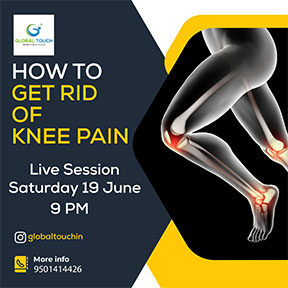 GLOBAL TOUCH
HOW TO
GET RID
OF
KNEE PAIN
Live Session
Saturday 19 June
9 PM
globaltouchin
More info
9501414426